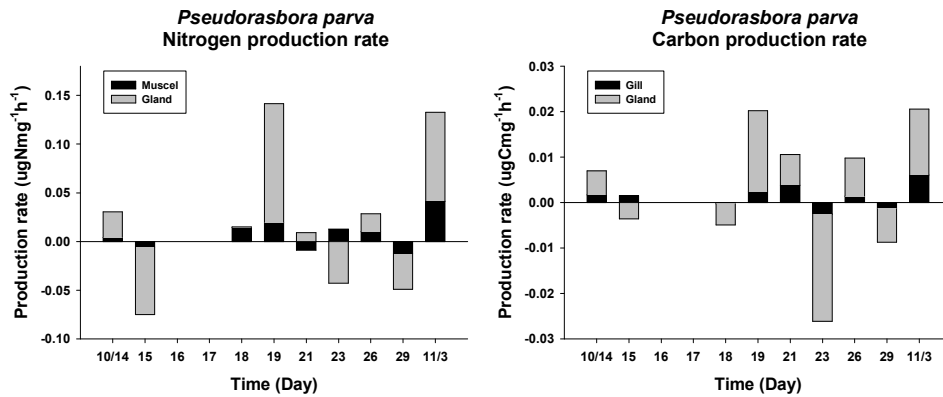 Pseudorasbora parva
Nitrogen production rate
Production rate (ugNmg-1h-1)
0.15
0.10
0.05
0.00
-0.05
-0.10
Muscel
Gland
10/14 15 16 17 18 19 21 23 26 29 11/3
Time (Day)
Pseudorasbora parva
Carbon production rate
Production rate (ugCmg-1h-1)
0.03
0.02
0.01
0.00
-0.01
-0.02
-0.03
Gill
Gland
10/14 15 16 17 18 19 21 23 26 29 11/3
Time (Day)